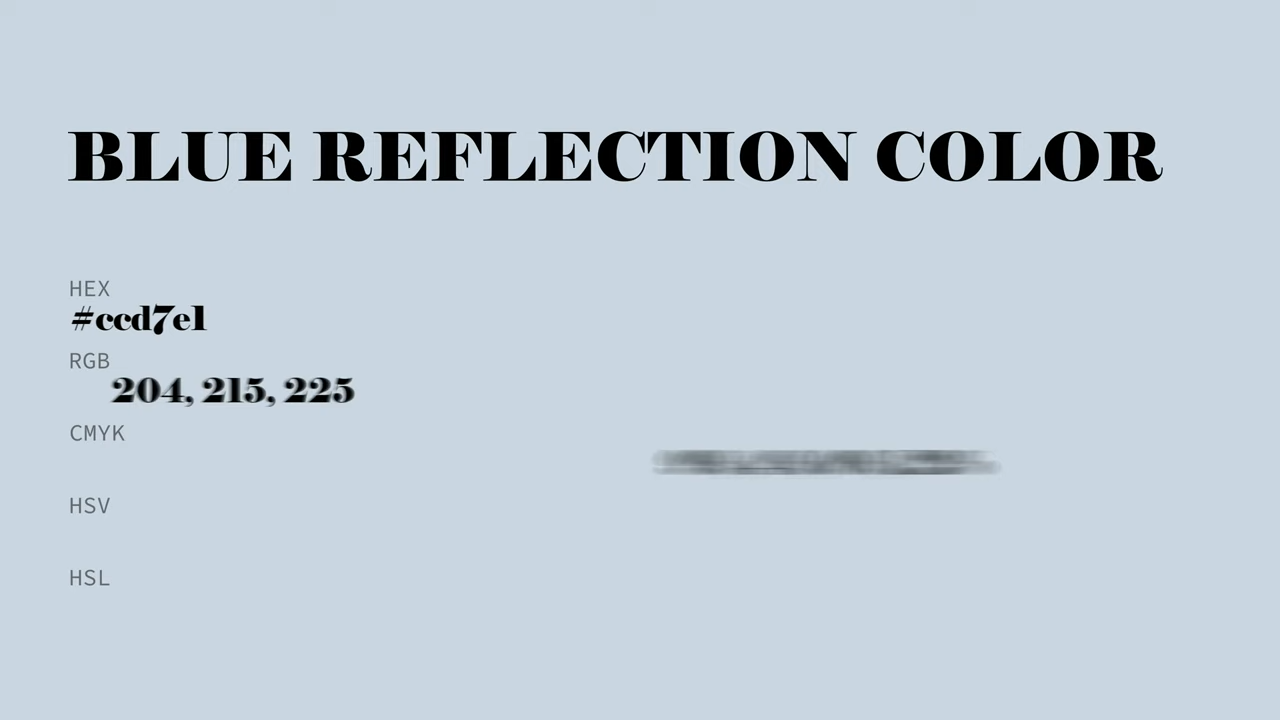 BLUE REFLECTION COLOR
HEX
#ccd7e1
RGB
204, 215, 225
CMYK
HSV
HSL